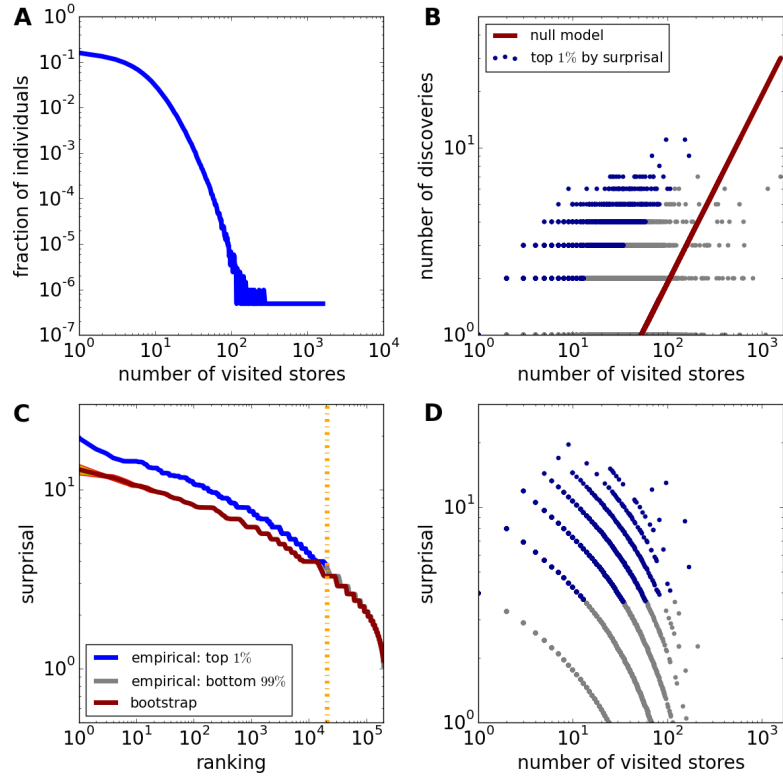 A
10^0
10^-1
10^-2
10^-3
10^-4
10^-5
10^-6
10^-7
fraction of individuals
10^0 10^1 10^2 10^3 10^4
number of visited stores
B
null model
top 1% by surprisal
10^1
10^0
number of discoveries
10^0 10^1 10^2 10^3
number of visited stores
C
10^1
10^0
surprisal
empirical: top 1%
empirical: bottom 99%
bootstrap
10^0 10^1 10^2 10^3 10^4 10^5
ranking
D
10^1
10^0
surprisal
10^0 10^1 10^2 10^3
number of visited stores